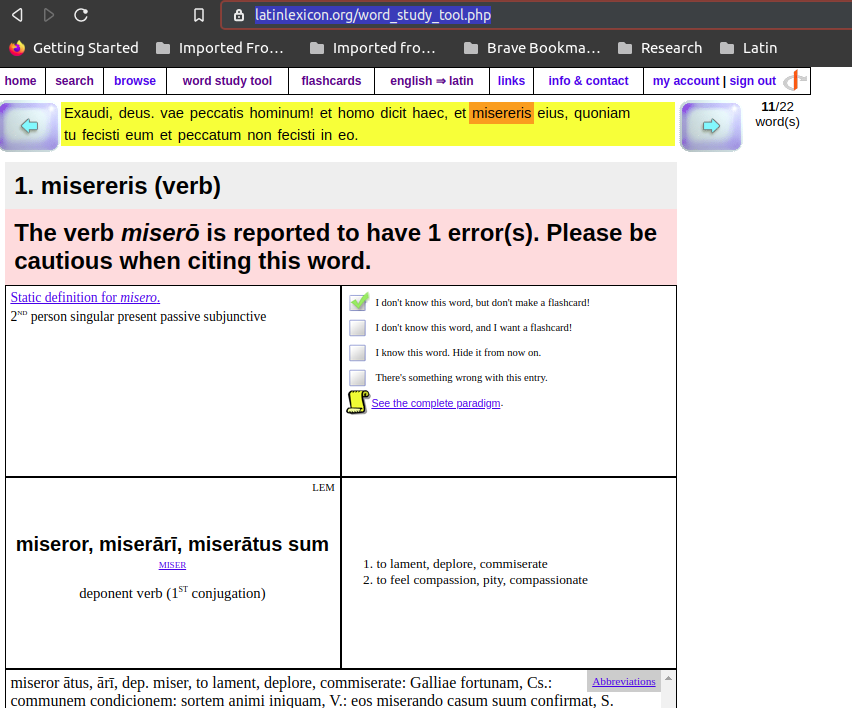 latinlexicon.org/word_study_tool.php
Getting Started Imported Fro... Imported fro... Brave Bookma... Research Latin
home search browse word study tool flashcards english ⇒ latin links info & contact my account | sign out
Exaudi, deus. vae peccatis hominum! et homo dicit haec, et misereris eius, quoniam
tu fecisti eum et peccatum non fecisti in eo.
11/22
word(s)
1. misereris (verb)
The verb miserō is reported to have 1 error(s). Please be
cautious when citing this word.
Static definition for misero.
2ND person singular present passive subjunctive
I don't know this word, but don't make a flashcard!
I don't know this word, and I want a flashcard!
I know this word. Hide it from now on.
There's something wrong with this entry.
See the complete paradigm.
LEM
miseror, miserārī, miserātus sum
MISER
deponent verb (1ST conjugation)
1. to lament, deplore, commiserate
2. to feel compassion, pity, compassionate
miseror ātus, ārī, dep. miser, to lament, deplore, commiserate: Galliae fortunam, Cs.:
Abbreviations
communem condicionem: sortem animi iniquam, V.: eos miserando casum suum confirmat, S.